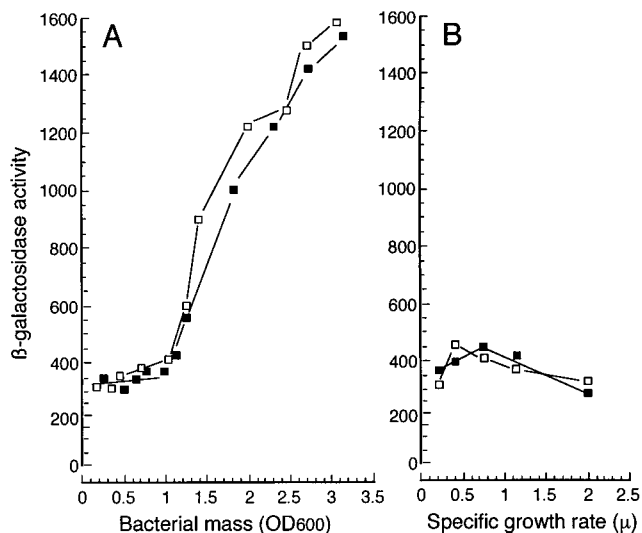 A
B
ß-galactosidase activity
1600
1400
1200
1000
800
600
400
200
0
0 0.5 1 1.5 2 2.5 3 3.5
Bacterial mass (OD600)
1600
1400
1200
1000
800
600
400
200
0
0 0.5 1 1.5 2 2.5
Specific growth rate (μ)